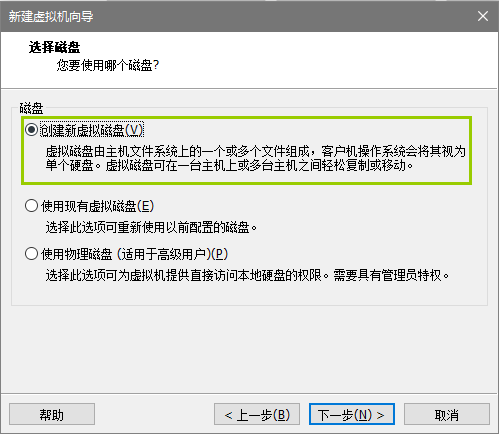 新建虚拟机向导
选择磁盘
您要使用哪个磁盘?
磁盘
创建新虚拟磁盘(V)
虚拟磁盘由主机文件系统上的一个或多个文件组成，客户机操作系统会将其视为
单个硬盘。虚拟磁盘可在一台主机上或多台主机之间轻松复制或移动。
使用现有虚拟磁盘(E)
选择此选项可重新使用以前配置的磁盘。
使用物理磁盘 (适用于高级用户)(P)
选择此选项可为虚拟机提供直接访问本地硬盘的权限。需要具有管理员特权。
帮助
< 上一步(B)
下一步(N) >
取消